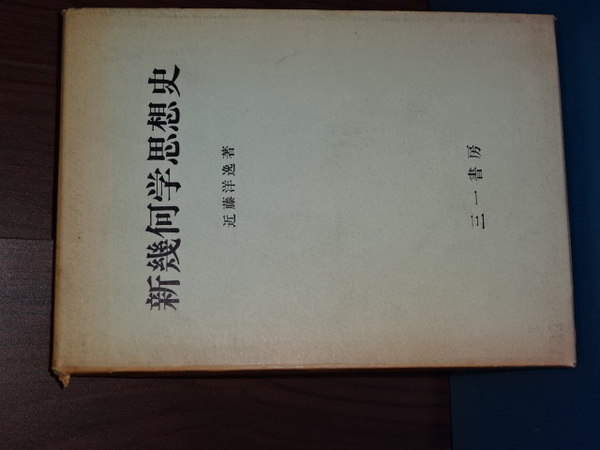 新幾何学思想史
近藤洋逸著
三一書房